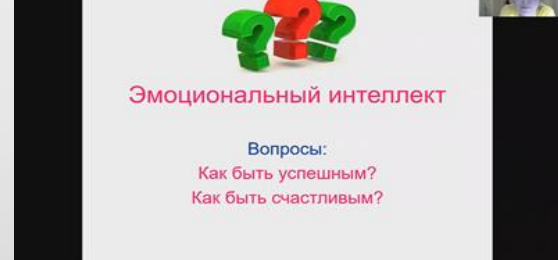 Эмоциональный интеллект
Вопросы:
Как быть успешным?
Как быть счастливым?